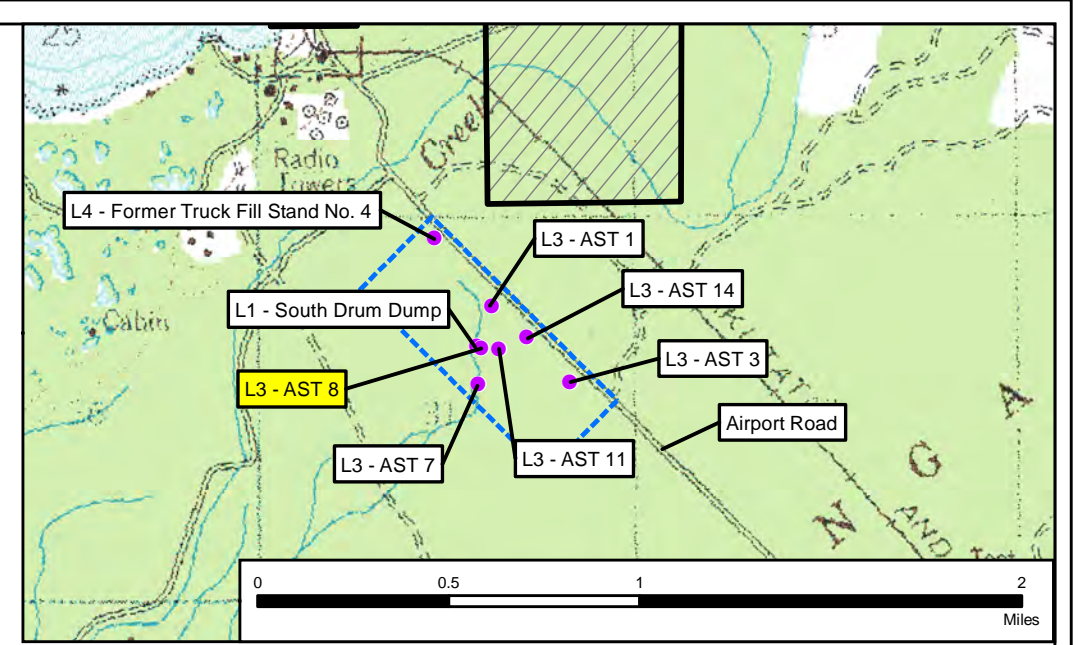 25
Radio
Towers
Creek
L4 - Former Truck Fill Stand No. 4
L3 - AST 1
L3 - AST 14
L1 - South Drum Dump
Cabin
L3 - AST 3
L3 - AST 8
Airport Road
L3 - AST 7
L3 - AST 11
N G A
AND
0 0.5 1 2
Miles